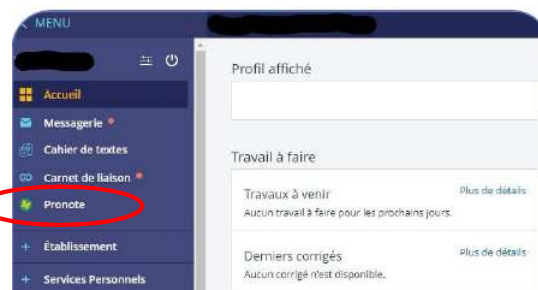 MENU
Accueil
Messagerie
Cahier de textes
Carnet de liaison
Pronote
+ Établissement
+ Services Personnels
Profil affiché
Travail à faire
Travaux à venir Plus de détails
Aucun travail à faire pour les prochains jours.
Derniers corrigés Plus de détails
Aucun corrigé n'est disponible.